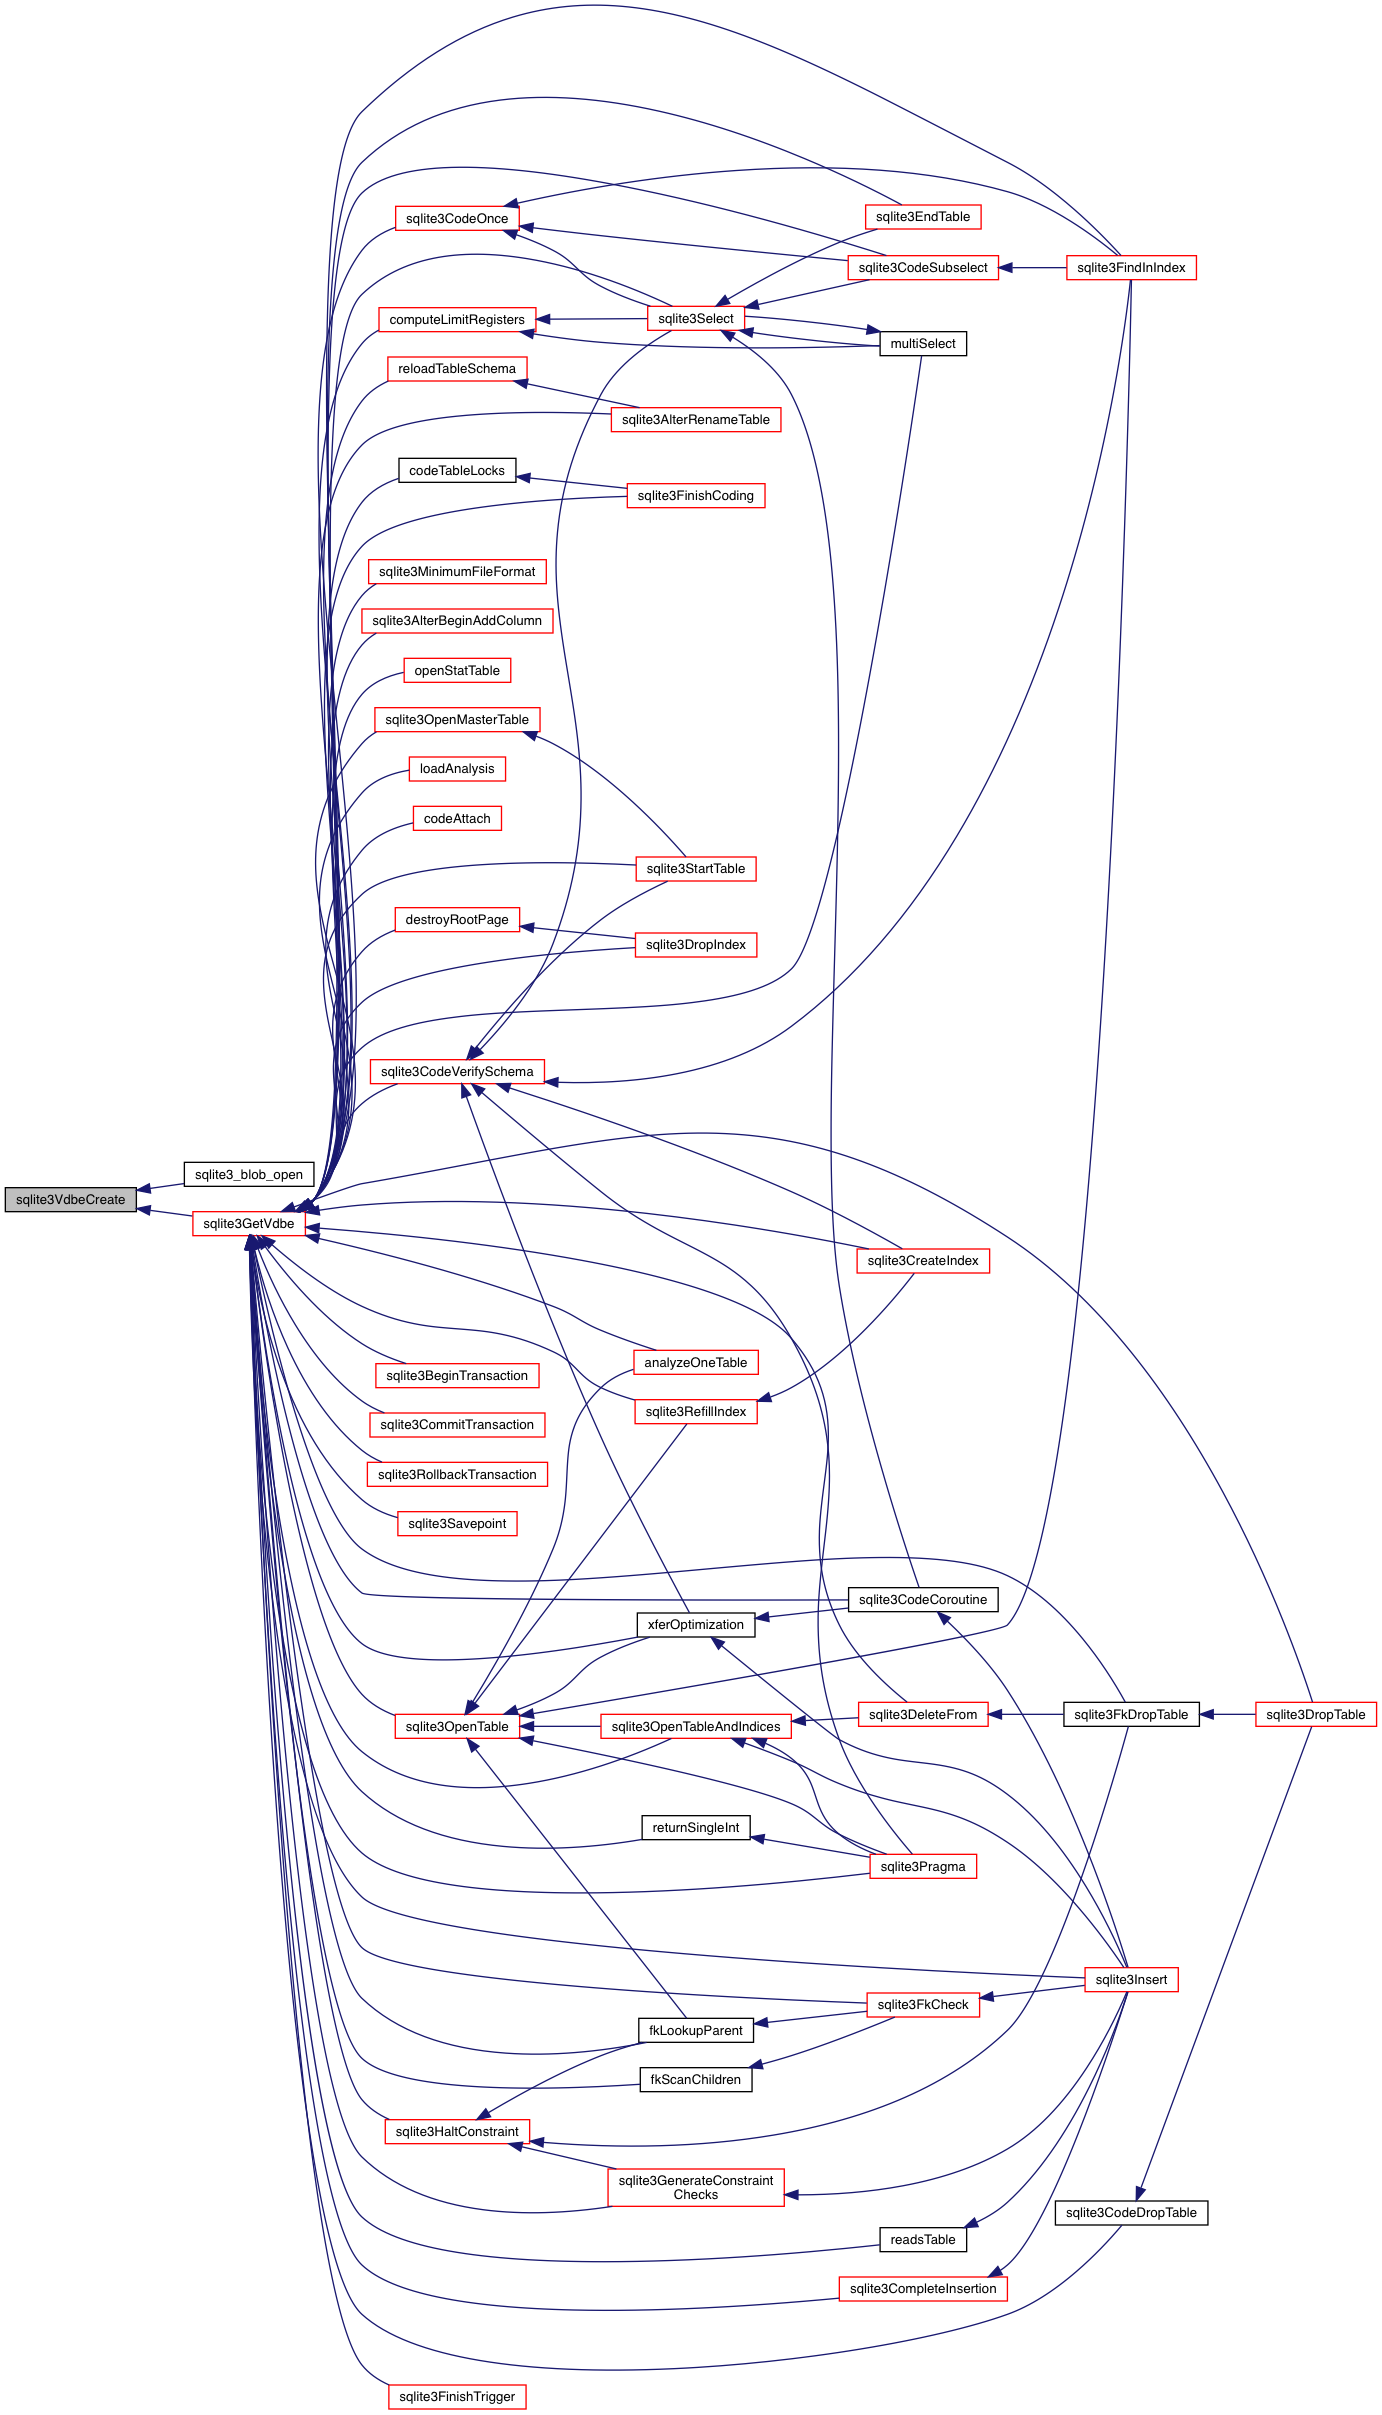 sqlite3VdbeCreate
sqlite3_blob_open
sqlite3GetVdbe
sqlite3CodeOnce
computeLimitRegisters
reloadTableSchema
codeTableLocks
sqlite3MinimumFileFormat
sqlite3AlterBeginAddColumn
openStatTable
sqlite3OpenMasterTable
loadAnalysis
codeAttach
destroyRootPage
sqlite3CodeVerifySchema
sqlite3BeginTransaction
sqlite3CommitTransaction
sqlite3RollbackTransaction
sqlite3Savepoint
sqlite3OpenTable
sqlite3HaltConstraint
sqlite3FinishTrigger
sqlite3Select
sqlite3AlterRenameTable
sqlite3FinishCoding
sqlite3StartTable
sqlite3DropIndex
analyzeOneTable
sqlite3RefillIndex
xferOptimization
sqlite3OpenTableAndIndices
returnSingleInt
fkLookupParent
fkScanChildren
sqlite3GenerateConstraint
Checks
sqlite3EndTable
sqlite3CodeSubselect
multiSelect
sqlite3CreateIndex
sqlite3CodeCoroutine
sqlite3DeleteFrom
sqlite3Pragma
sqlite3FkCheck
readsTable
sqlite3CompleteInsertion
sqlite3FindInIndex
sqlite3FkDropTable
sqlite3Insert
sqlite3CodeDropTable
sqlite3DropTable